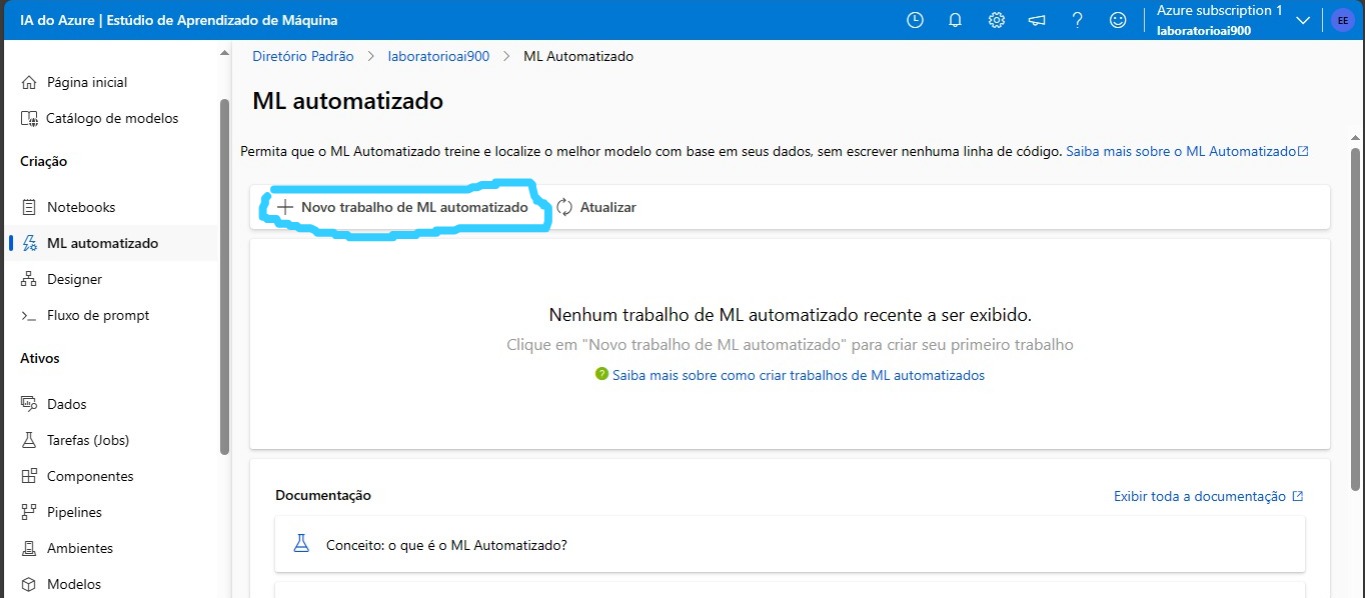 IA do Azure | Estúdio de Aprendizado de Máquina
Azure subscription 1
laboratorioai900
EE
Página inicial
Catálogo de modelos
Criação
Notebooks
ML automatizado
Designer
Fluxo de prompt
Ativos
Dados
Tarefas (Jobs)
Componentes
Pipelines
Ambientes
Modelos
Diretório Padrão > laboratorioai900 > ML Automatizado
ML automatizado
Permita que o ML Automatizado treine e localize o melhor modelo com base em seus dados, sem escrever nenhuma linha de código. Saiba mais sobre o ML Automatizado
+ Novo trabalho de ML automatizado Atualizar
Nenhum trabalho de ML automatizado recente a ser exibido.
Clique em "Novo trabalho de ML automatizado" para criar seu primeiro trabalho
Saiba mais sobre como criar trabalhos de ML automatizados
Documentação Exibir toda a documentação
Conceito: o que é o ML Automatizado?